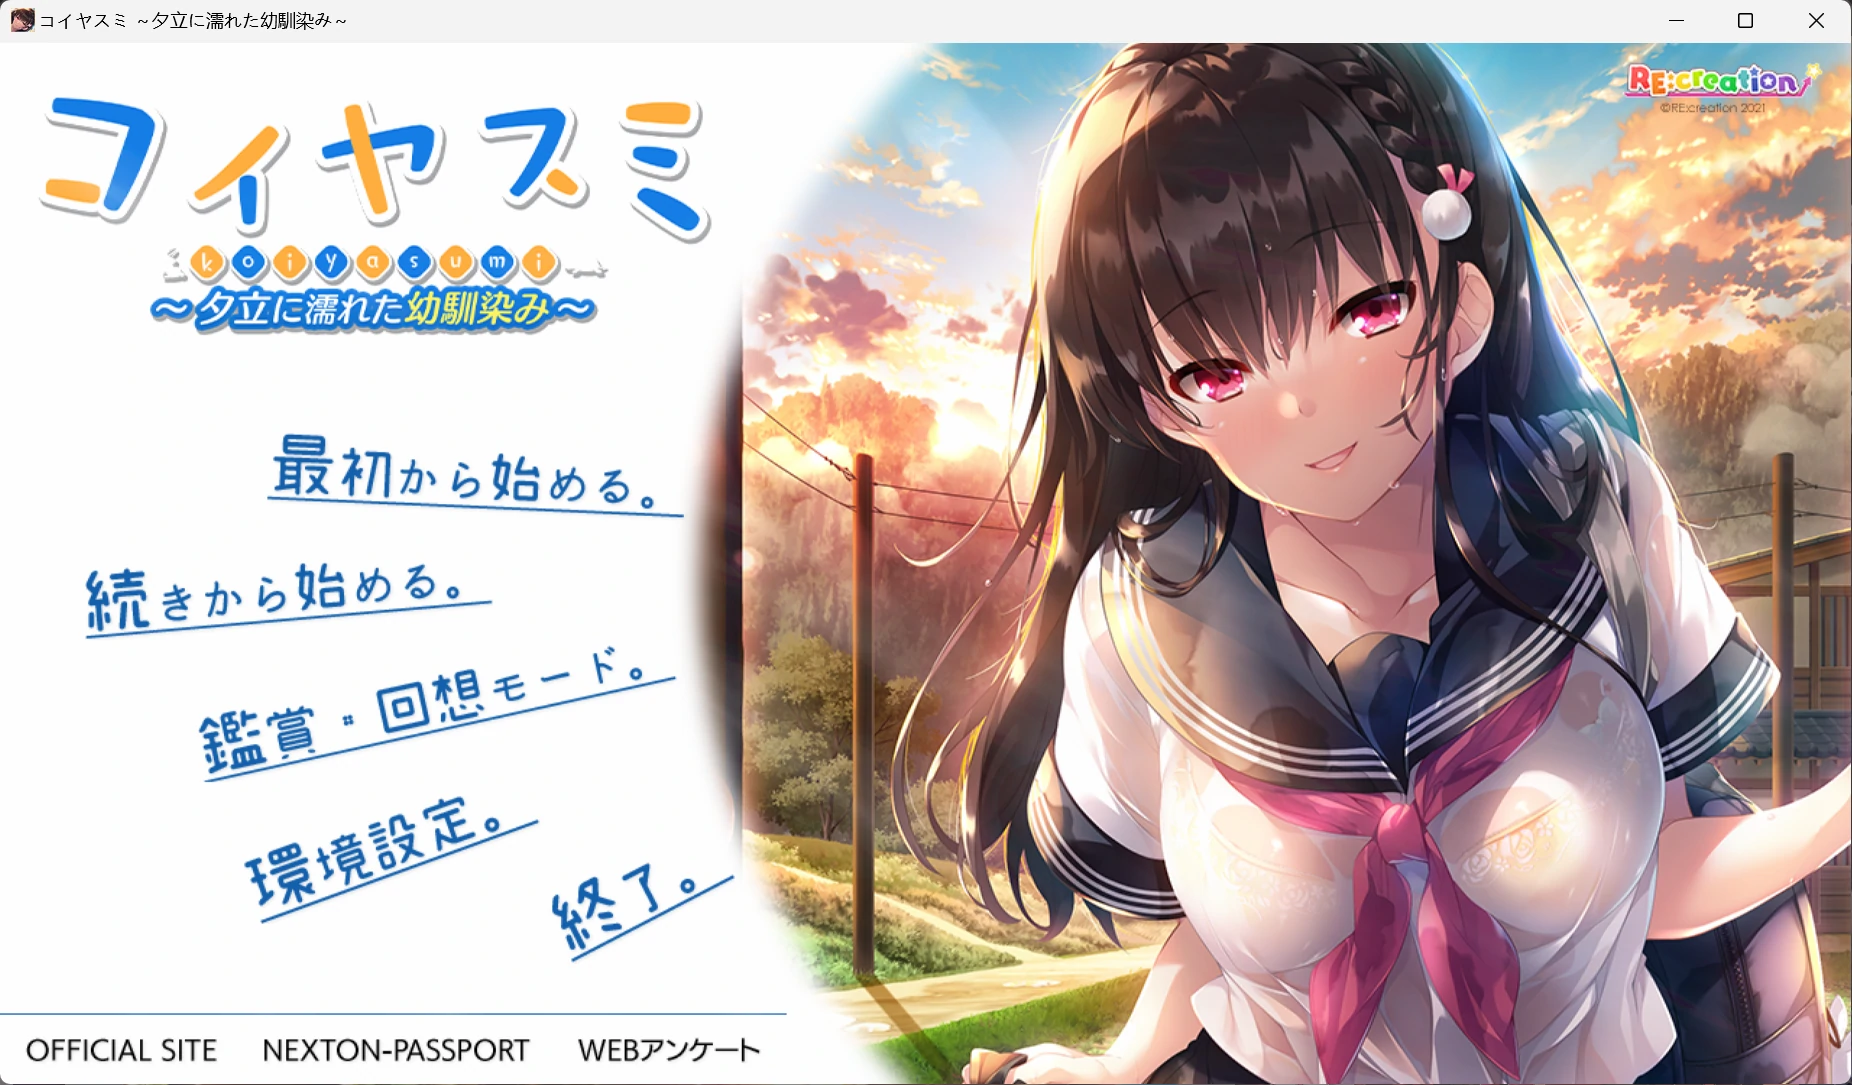 コイヤスミ ～夕立に濡れた幼馴染み～
コイヤスミ
koiyasumi
～夕立に濡れた幼馴染み～
RE:creation
©RE:creation 2021
最初から始める。
続きから始める。
鑑賞・回想モード。
環境設定。
終了。
OFFICIAL SITE NEXTON-PASSPORT WEBアンケート